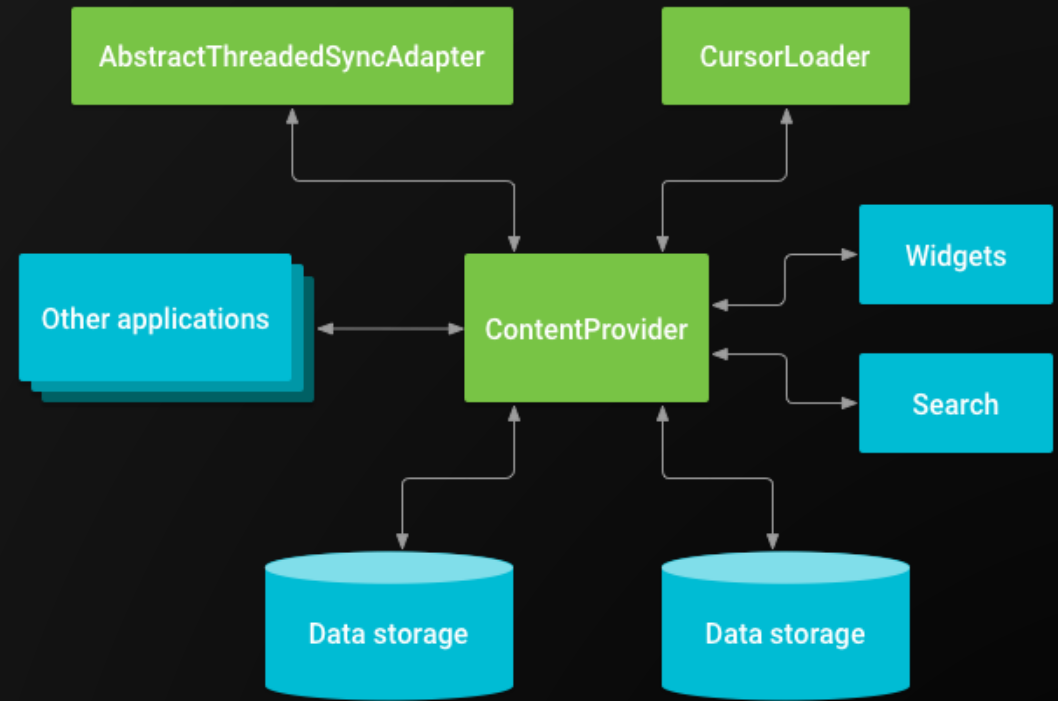 AbstractThreadedSyncAdapter
CursorLoader
Widgets
Other applications
ContentProvider
Search
Data storage
Data storage